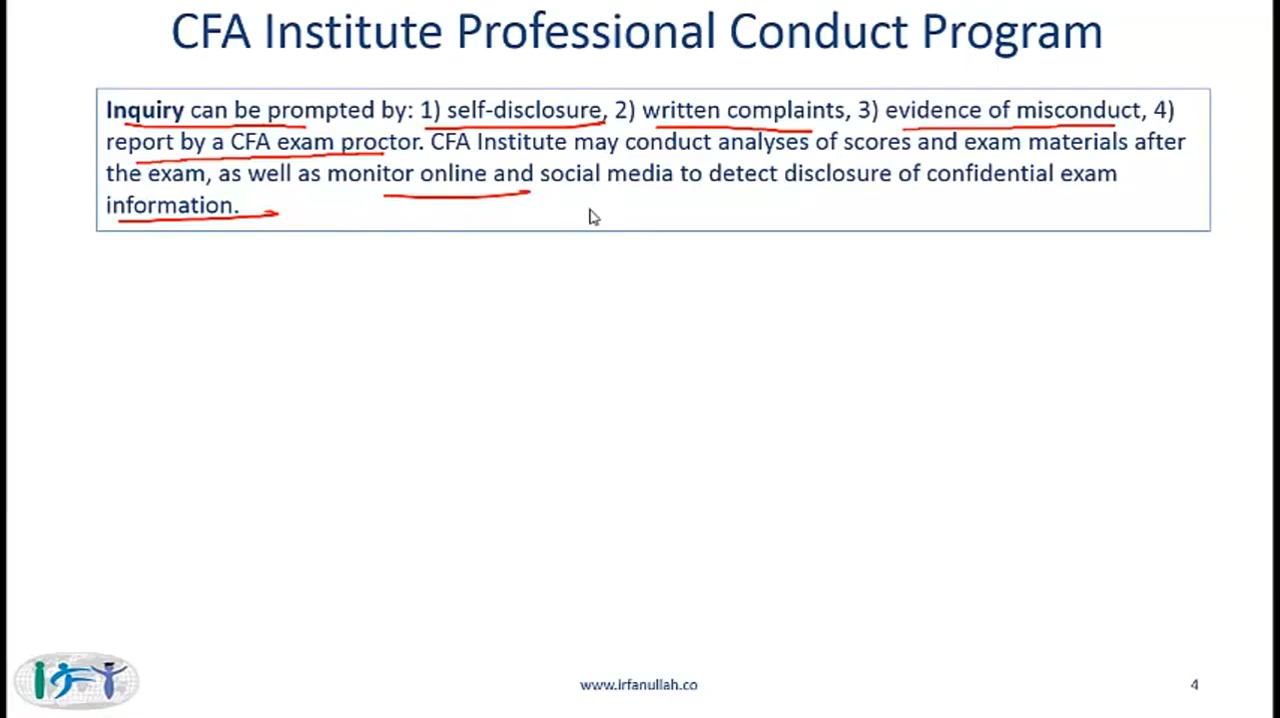 CFA Institute Professional Conduct Program
Inquiry can be prompted by: 1) self-disclosure, 2) written complaints, 3) evidence of misconduct, 4)
report by a CFA exam proctor. CFA Institute may conduct analyses of scores and exam materials after
the exam, as well as monitor online and social media to detect disclosure of confidential exam
information.
IFT
www.irfanullah.co
4